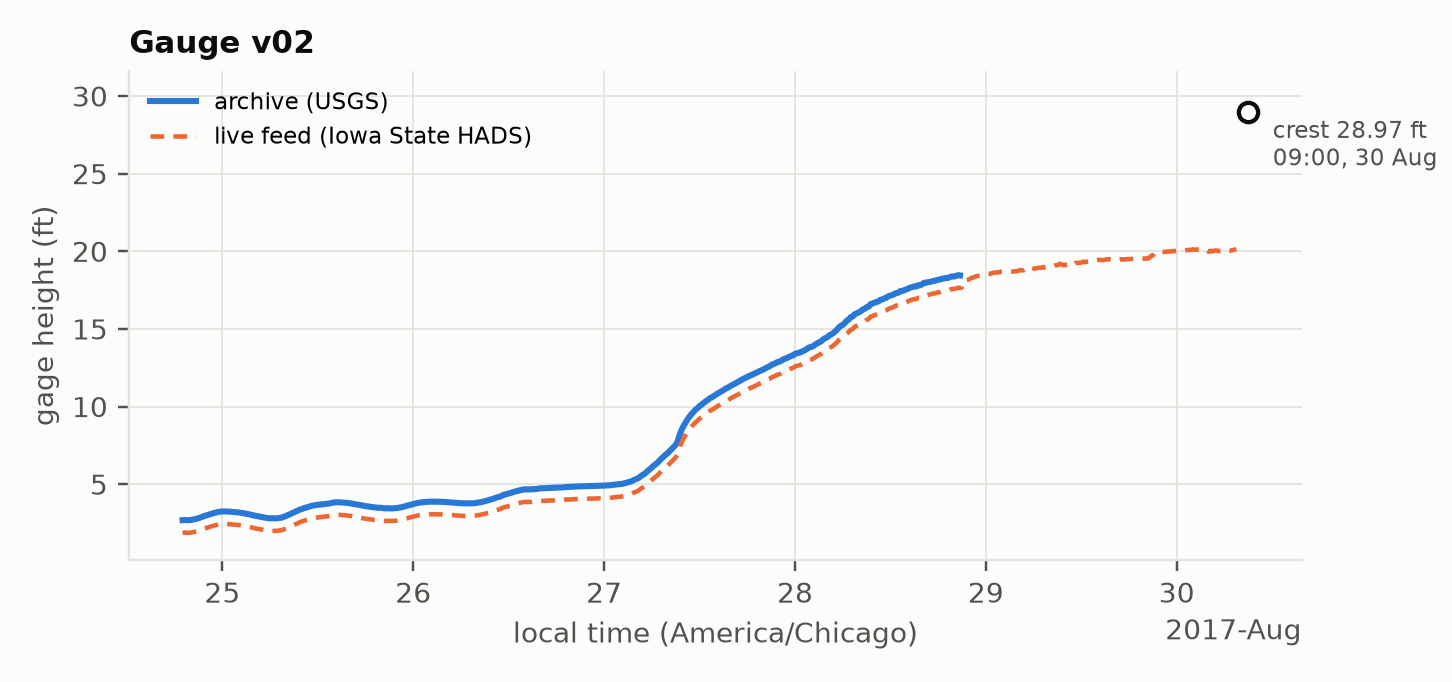 Gauge v02
archive (USGS)
live feed (Iowa State HADS)
crest 28.97 ft
09:00, 30 Aug
gage height (ft)
30
25
20
15
10
5
25
26
27
28
29
30
local time (America/Chicago)
2017-Aug